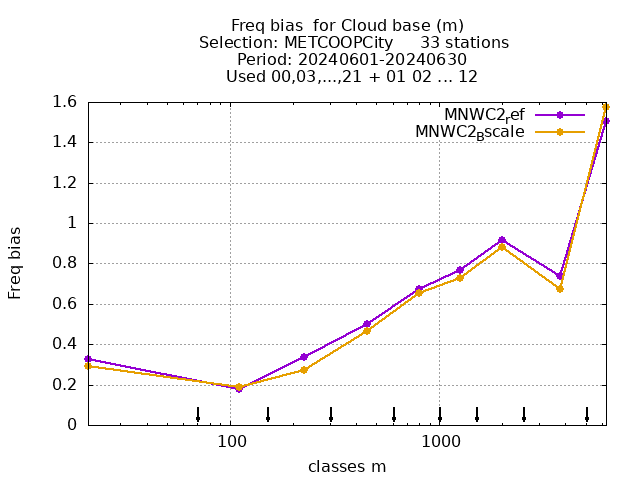 Freq bias  for Cloud base (m)
Selection: METCOOPCity     33 stations
Period: 20240601-20240630
Used 00,03,...,21 + 01 02 ... 12
MNWC2ref
MNWC2Bscale
1.6
1.4
1.2
1
0.8
0.6
0.4
0.2
0
Freq bias
100
1000
classes m